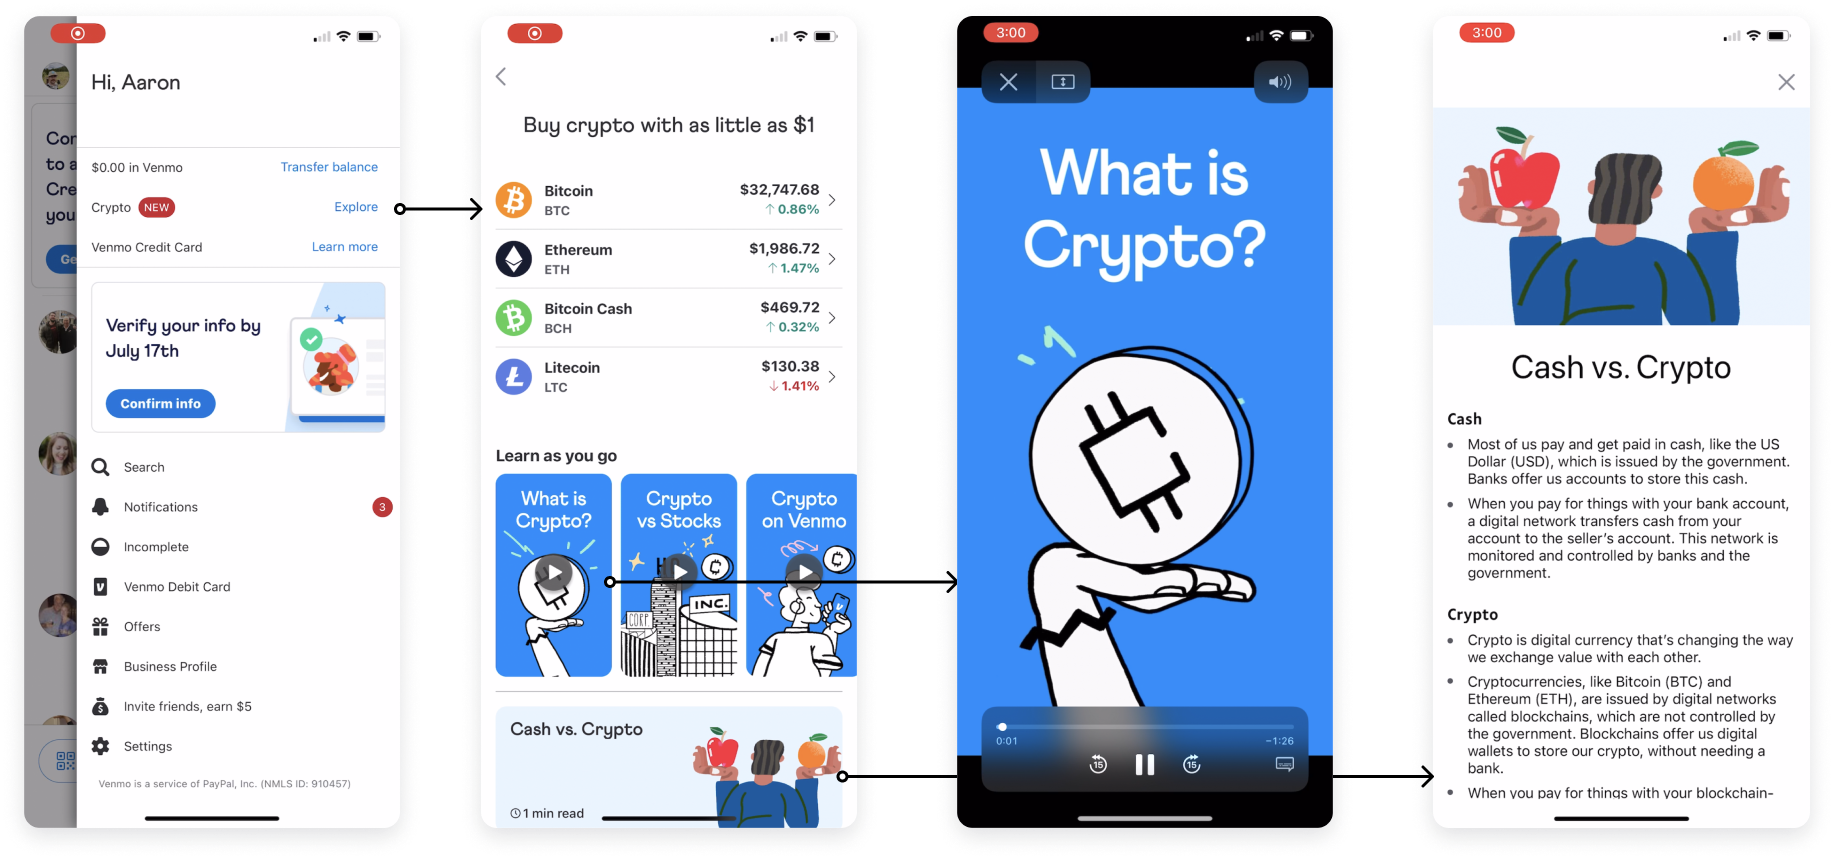 Hi, Aaron
Cor
to a
Cre
you
Ge
$0.00 in Venmo
Transfer balance
Crypto NEW
Explore
Venmo Credit Card
Learn more
Verify your info by
July 17th
Confirm info
Search
Notifications
3
Incomplete
Venmo Debit Card
Offers
Business Profile
Invite friends, earn $5
Settings
Venmo is a service of PayPal, Inc. (NMLS ID: 910457)
Buy crypto with as little as $1
Bitcoin
BTC
$32,747.68
↑ 0.86%
Ethereum
ETH
$1,986.72
↑ 1.47%
Bitcoin Cash
BCH
$469.72
↑ 0.32%
Litecoin
LTC
$130.38
↓ 1.41%
Learn as you go
What is
Crypto?
Crypto
vs Stocks
CORP.
INC.
Crypto
on Venmo
Cash vs. Crypto
1 min read
3:00
What is
Crypto?
0:01
-1:26
15
15
3:00
Cash vs. Crypto
Cash
• Most of us pay and get paid in cash, like the US
Dollar (USD), which is issued by the government.
Banks offer us accounts to store this cash.
• When you pay for things with your bank account,
a digital network transfers cash from your
account to the seller's account. This network is
monitored and controlled by banks and the
government.
Crypto
• Crypto is digital currency that's changing the way
we exchange value with each other.
• Cryptocurrencies, like Bitcoin (BTC) and
Ethereum (ETH), are issued by digital networks
called blockchains, which are not controlled by
the government. Blockchains offer us digital
wallets to store our crypto, without needing a
bank.
• When you pay for things with your blockchain-